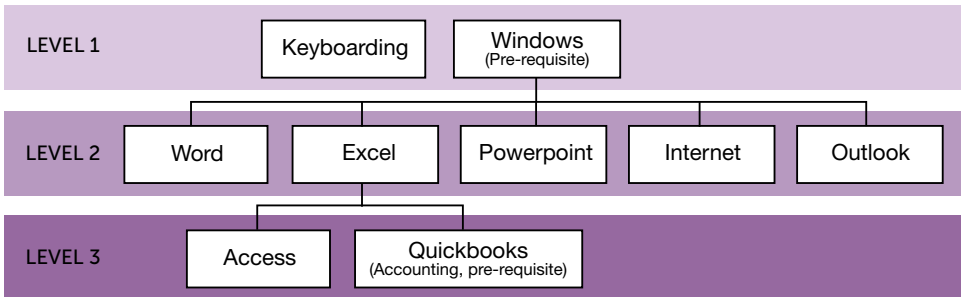 LEVEL 1
Keyboarding
Windows
(Pre-requisite)
LEVEL 2
Word
Excel
Powerpoint
Internet
Outlook
LEVEL 3
Access
Quickbooks
(Accounting, pre-requisite)